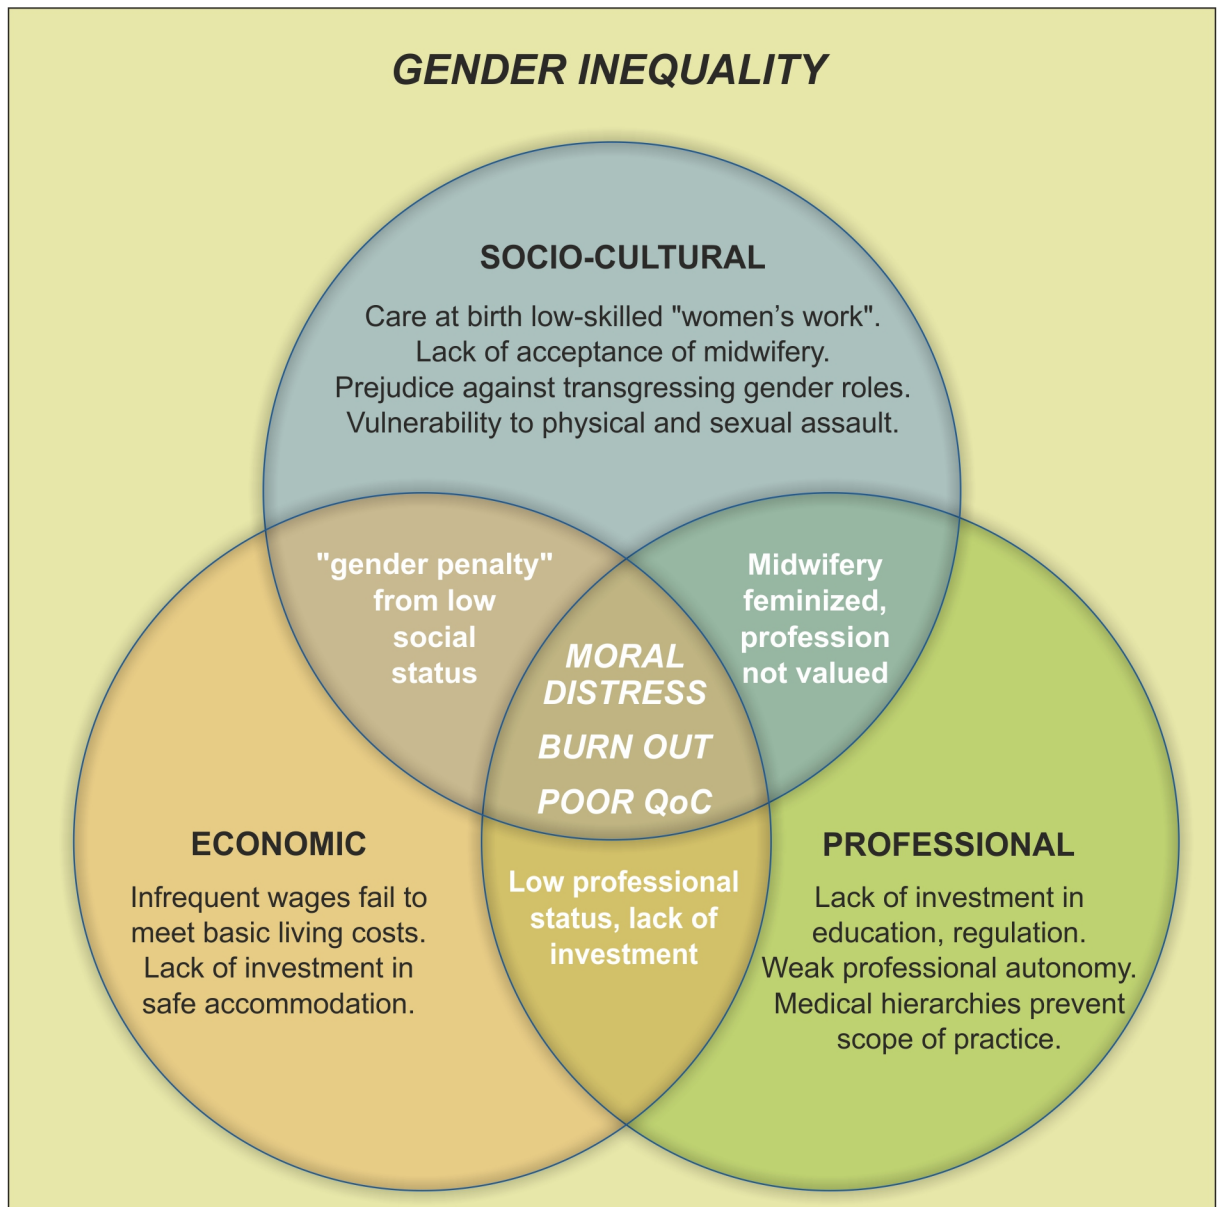 GENDER INEQUALITY
SOCIO-CULTURAL
Care at birth low-skilled "women’s work".
Lack of acceptance of midwifery.
Prejudice against transgressing gender roles.
Vulnerability to physical and sexual assault.
"gender penalty"
from low
social
status
Midwifery
feminized,
profession
not valued
MORAL
DISTRESS
BURN OUT
POOR QoC
ECONOMIC
Infrequent wages fail to
meet basic living costs.
Lack of investment in
safe accommodation.
Low professional
status, lack of
investment
PROFESSIONAL
Lack of investment in
education, regulation.
Weak professional autonomy.
Medical hierarchies prevent
scope of practice.